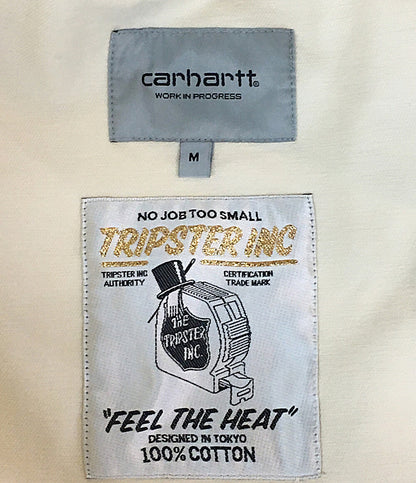 carhartt®
WORK IN PROGRESS
M
NO JOB TOO SMALL
TRIPSTER INC
TRIPSTER INC
AUTHORITY
CERTIFICATION
TRADE MARK
THE
TRIPSTER
INC.
"FEEL THE HEAT"
DESIGNED IN TOKYO
100% COTTON